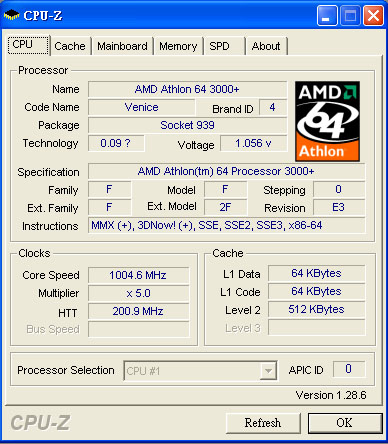 CPU-Z
CPU Cache Mainboard Memory SPD About
Processor
Name AMD Athlon 64 3000+
Code Name Venice Brand ID 4
Package Socket 939
Technology 0.09 ? Voltage 1.056 v
AMD
64
Athlon
Specification AMD Athlon(tm) 64 Processor 3000+
Family F Model F Stepping 0
Ext. Family F Ext. Model 2F Revision E3
Instructions MMX (+), 3DNow! (+), SSE, SSE2, SSE3, x86-64
Clocks
Core Speed 1004.6 MHz
Multiplier x 5.0
HTT 200.9 MHz
Bus Speed
Cache
L1 Data 64 KBytes
L1 Code 64 KBytes
Level 2 512 KBytes
Level 3
Processor Selection CPU #1 APIC ID 0
Version 1.28.6
CPU-Z Refresh OK